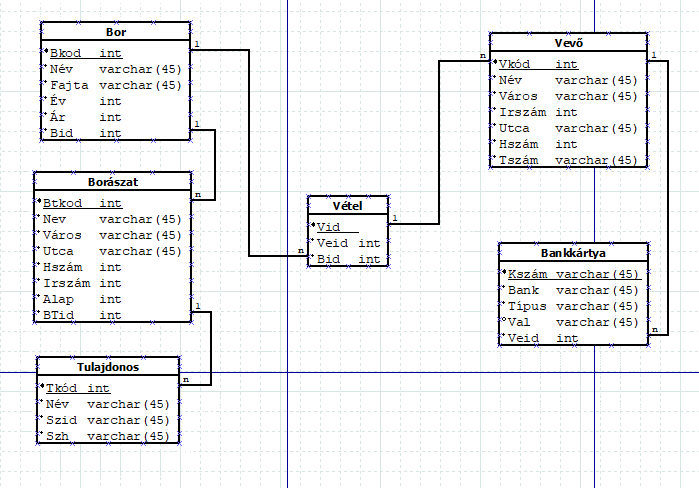 Bor
Bkod int
Név varchar(45)
Fajta varchar(45)
Év int
Ár int
Bid int
1
1
Borászat
Btkod int
Nev varchar(45)
Város varchar(45)
Utca varchar(45)
Hszám int
Irszám int
Alap int
BTid int
n
1
Tulajdonos
Tkód int
Név varchar(45)
Szid varchar(45)
Szh varchar(45)
n
Vétel
Vid
Veid int
Bid int
1
n
Vevő
Vkód int
Név varchar(45)
Város varchar(45)
Irszám int
Utca varchar(45)
Hszám int
Tszám varchar(45)
n
1
Bankkártya
Kszám varchar(45)
Bank varchar(45)
Típus varchar(45)
Val varchar(45)
Veid int
n